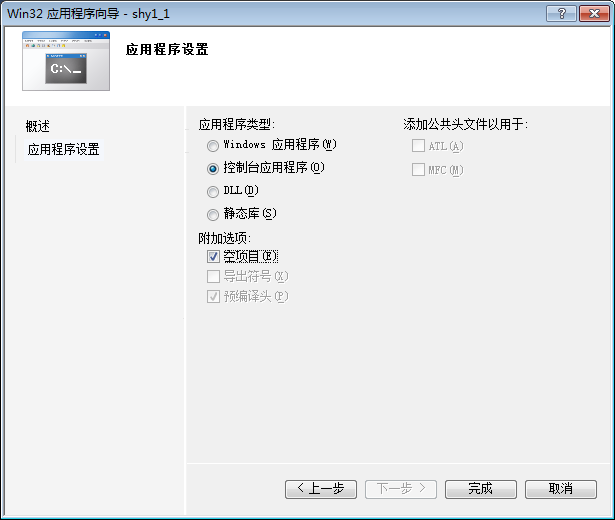 Win32 应用程序向导 - shy1_1
应用程序设置
C:\
概述
应用程序设置
应用程序类型:
Windows 应用程序(W)
控制台应用程序(O)
DLL(D)
静态库(S)
附加选项:
空项目(E)
导出符号(X)
预编译头(P)
添加公共头文件以用于:
ATL(A)
MFC(M)
< 上一步
下一步 >
完成
取消